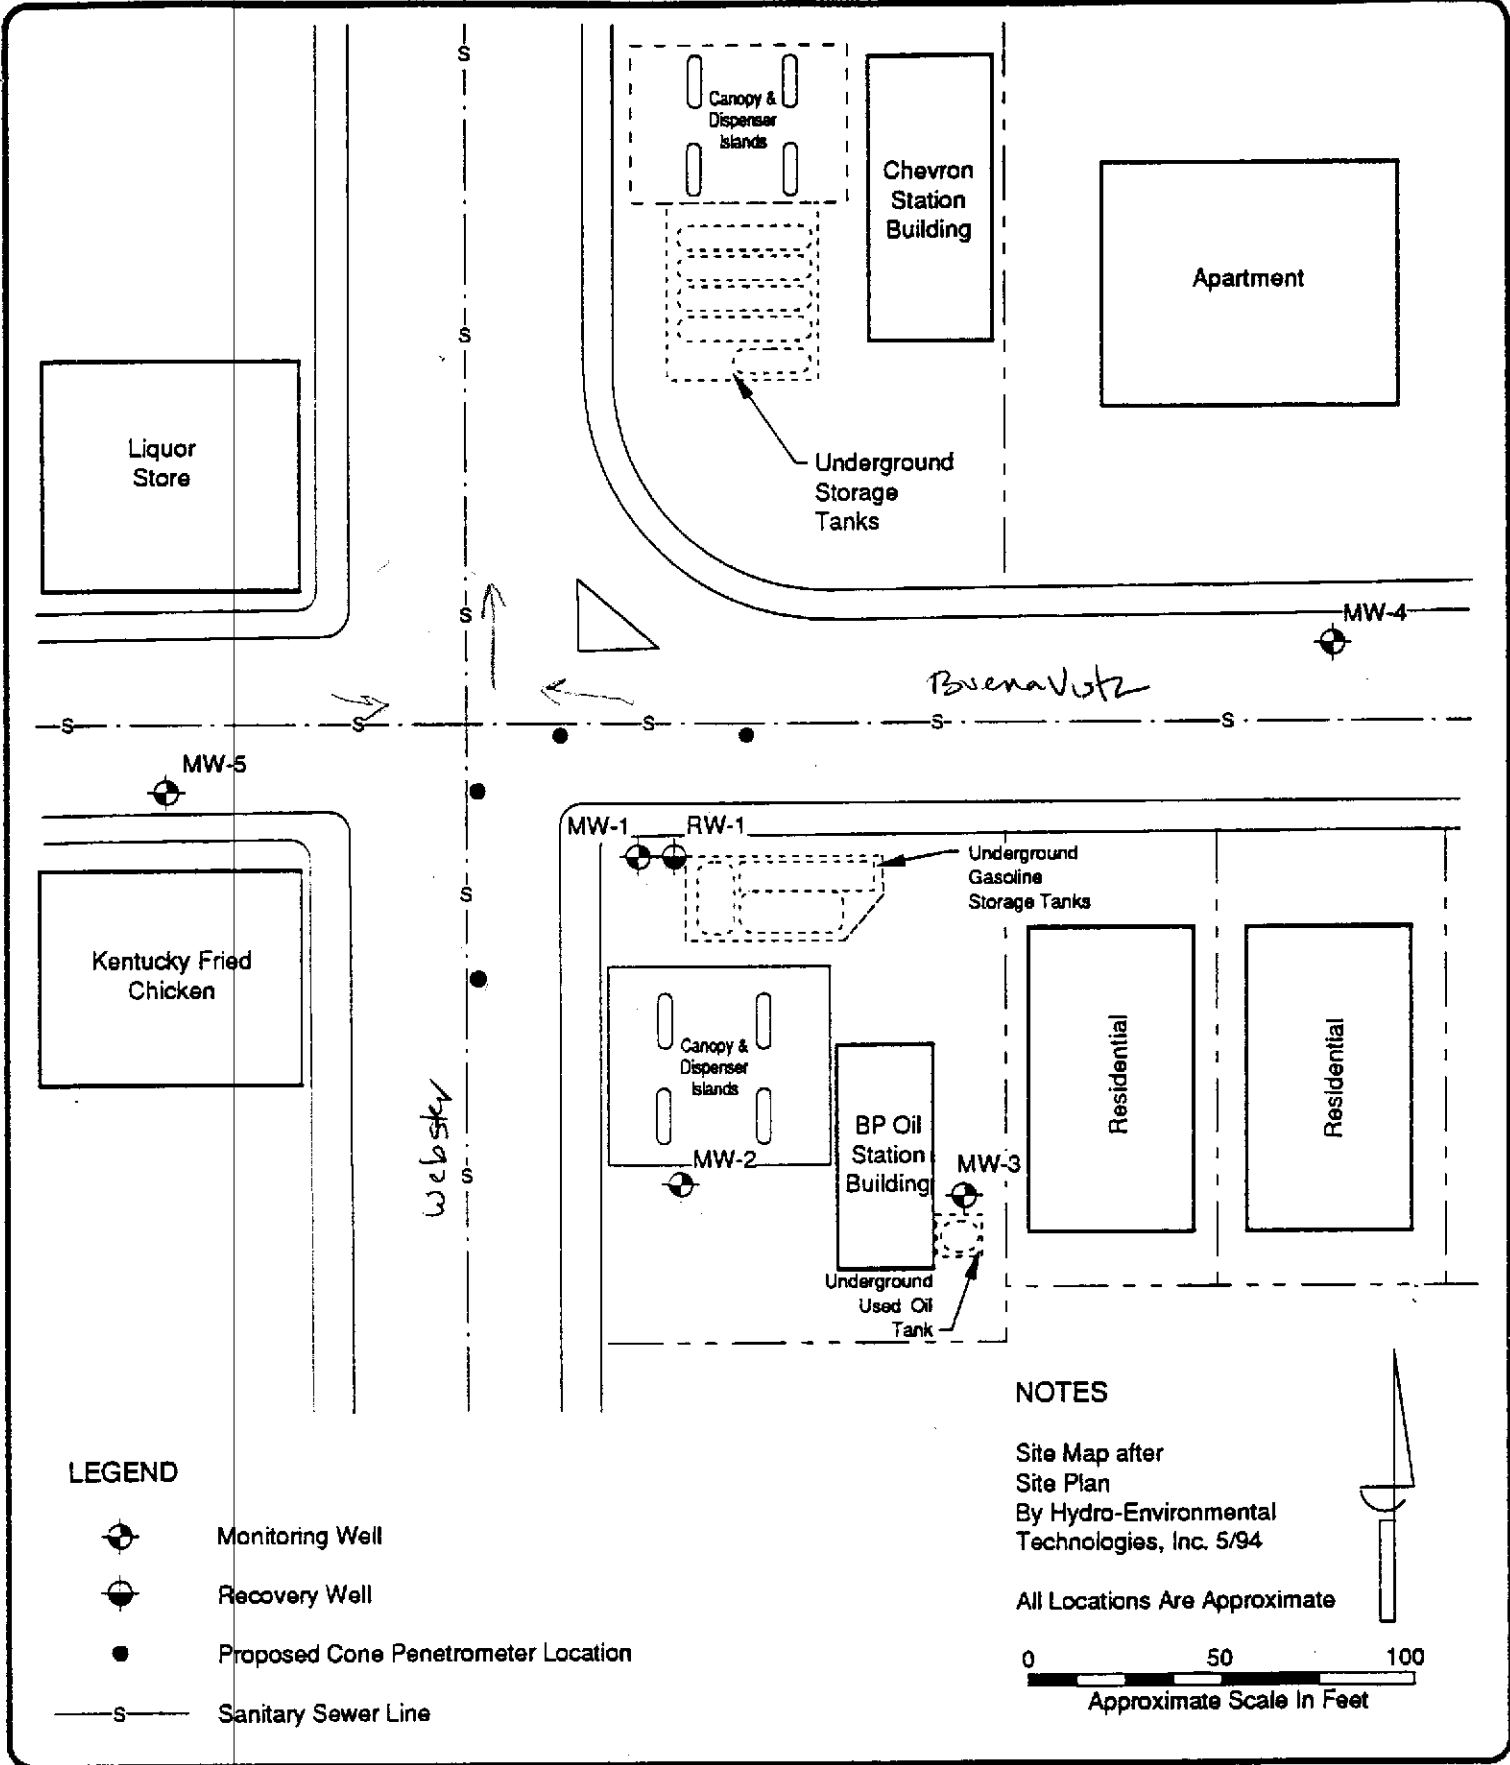 S
Canopy &
Dispenser
Islands
Chevron
Station
Building
Apartment
S
Liquor
Store
Underground
Storage
Tanks
S
MW-4
Buena Vista
S
S
S
S
S
MW-5
MW-1
RW-1
Underground
Gasoline
Storage Tanks
S
Kentucky Fried
Chicken
Canopy &
Dispenser
Islands
Residential
Residential
Webster
BP Oil
Station
Building
MW-2
MW-3
S
Underground
Used Oil
Tank
NOTES
Site Map after
Site Plan
By Hydro-Environmental
Technologies, Inc. 5/94
All Locations Are Approximate
0 50 100
Approximate Scale In Feet
LEGEND
Monitoring Well
Recovery Well
Proposed Cone Penetrometer Location
S Sanitary Sewer Line